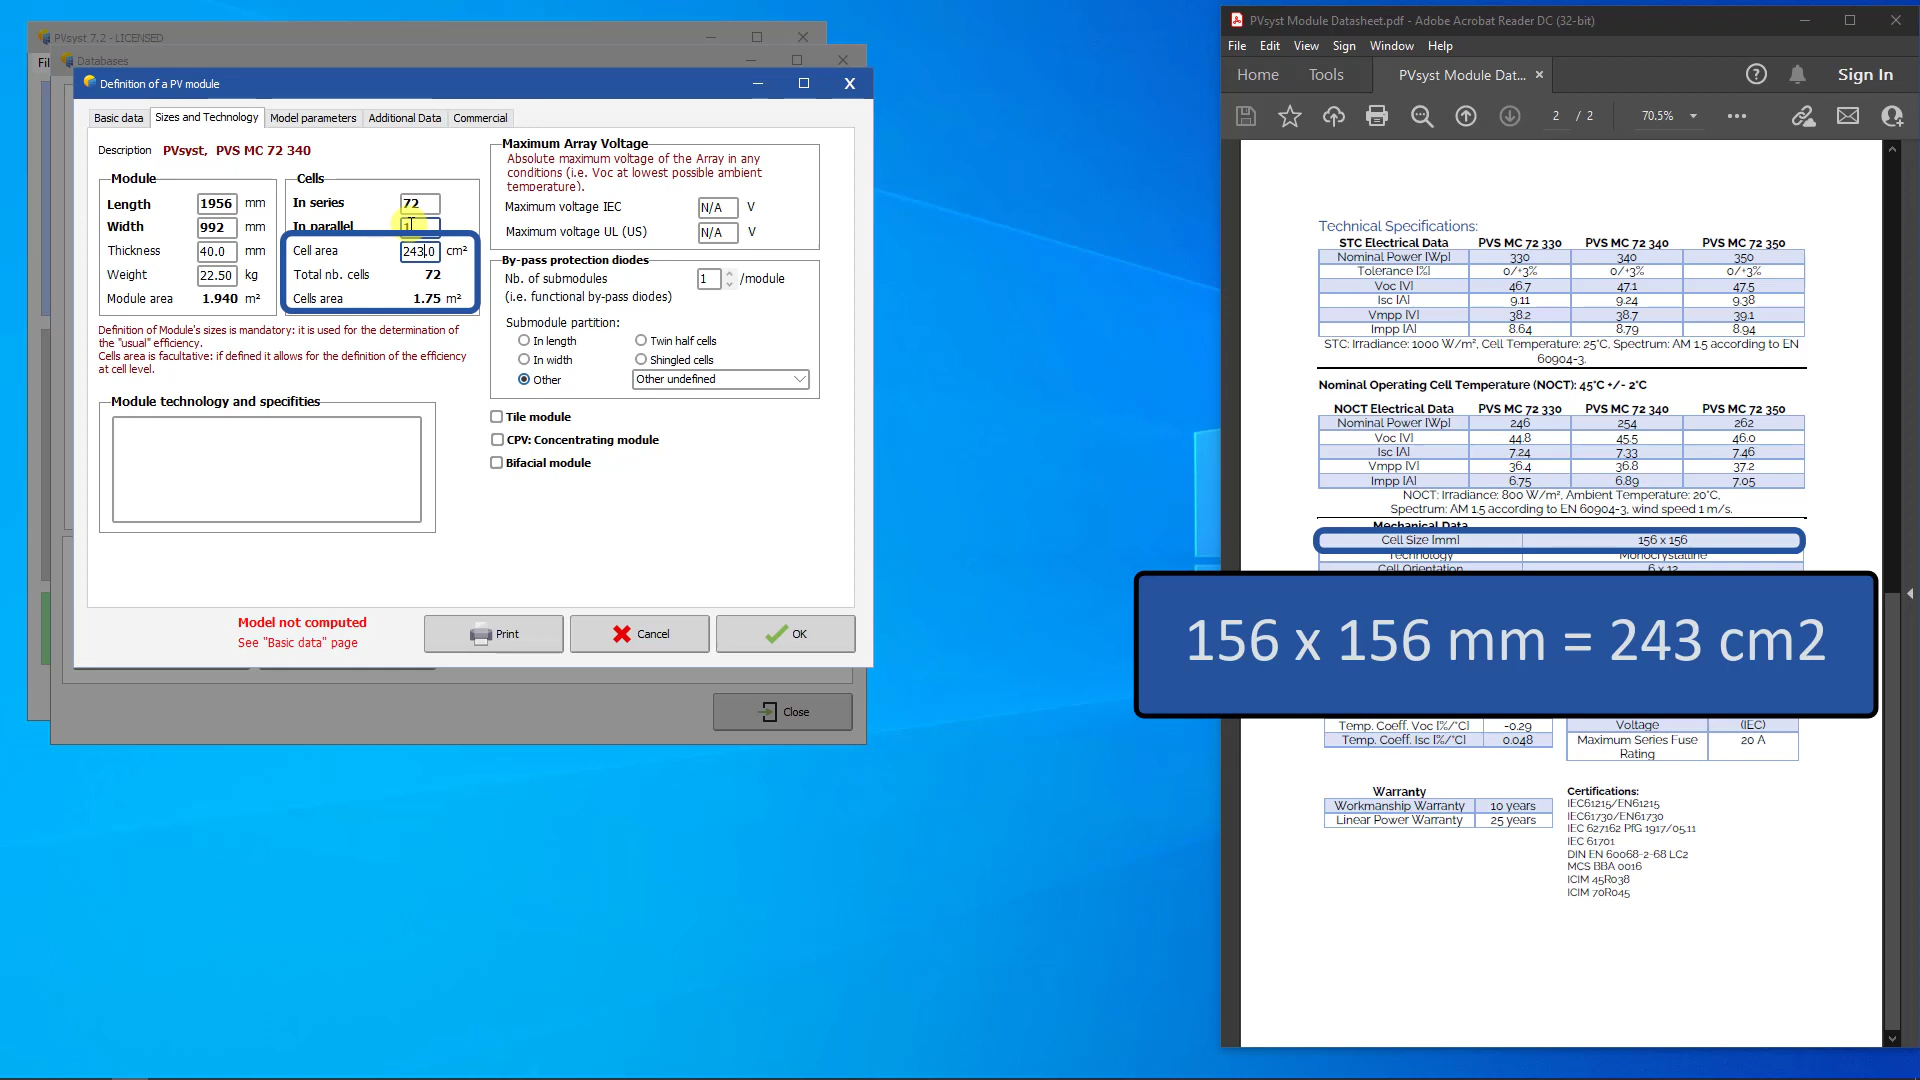 PVsyst 7.2 - LICENSED
Fil
Databases
Definition of a PV module
Basic data
Sizes and Technology
Model parameters
Additional Data
Commercial
Description PVsyst, PVS MC 72 340
Module
Length 1956 mm
Width 992 mm
Thickness 40.0 mm
Weight 22.50 kg
Module area 1.940 m²
Cells
In series 72
In parallel 1
Cell area 243.0 cm²
Total nb. cells 72
Cells area 1.75 m²
Definition of Module's sizes is mandatory: it is used for the determination of
the "usual" efficiency.
Cells area is facultative: if defined it allows for the definition of the efficiency
at cell level.
Module technology and specifities
Maximum Array Voltage
Absolute maximum voltage of the Array in any
conditions (i.e. Voc at lowest possible ambient
temperature).
Maximum voltage IEC N/A V
Maximum voltage UL (US) N/A V
By-pass protection diodes
Nb. of submodules 1 /module
(i.e. functional by-pass diodes)
Submodule partition:
In length Twin half cells
In width Shingled cells
Other Other undefined
Tile module
CPV: Concentrating module
Bifacial module
Model not computed
See "Basic data" page
Print
Cancel
OK
Close
PVsyst Module Datasheet.pdf - Adobe Acrobat Reader DC (32-bit)
File Edit View Sign Window Help
Home Tools PVsyst Module Dat... × Sign In
2 / 2 70.5%
Technical Specifications:
STC Electrical Data PVS MC 72 330 PVS MC 72 340 PVS MC 72 350
Nominal Power [Wp] 330 340 350
Tolerance [%] 0/+3% 0/+3% 0/+3%
Voc [V] 46.7 47.1 47.5
Isc [A] 9.11 9.24 9.38
Vmpp [V] 38.2 38.7 39.1
Impp [A] 8.64 8.79 8.94
STC: Irradiance: 1000 W/m², Cell Temperature: 25°C, Spectrum: AM 1.5 according to EN
60904-3.
Nominal Operating Cell Temperature (NOCT): 45°C +/- 2°C
NOCT Electrical Data PVS MC 72 330 PVS MC 72 340 PVS MC 72 350
Nominal Power [Wp] 246 254 262
Voc [V] 44.8 45.5 46.0
Isc [A] 7.24 7.33 7.46
Vmpp [V] 36.4 36.8 37.2
Impp [A] 6.75 6.89 7.05
NOCT: Irradiance: 800 W/m², Ambient Temperature: 20°C,
Spectrum: AM 1.5 according to EN 60904-3, wind speed 1 m/s.
Mechanical Data
Cell Size [mm] 156 x 156
Technology Monocrystalline
Cell Orientation 6 x 12
156 x 156 mm = 243 cm2
Temp. Coeff. Voc [%/°C] -0.29
Temp. Coeff. Isc [%/°C] 0.048
Voltage (IEC)
Maximum Series Fuse 20 A
Rating
Warranty
Workmanship Warranty 10 years
Linear Power Warranty 25 years
Certifications:
IEC61215/EN61215
IEC61730/EN61730
IEC 627162 PfG 1917/05.11
IEC 61701
DIN EN 60068-2-68 LC2
MCS BBA 0016
ICIM 45R038
ICIM 70R045